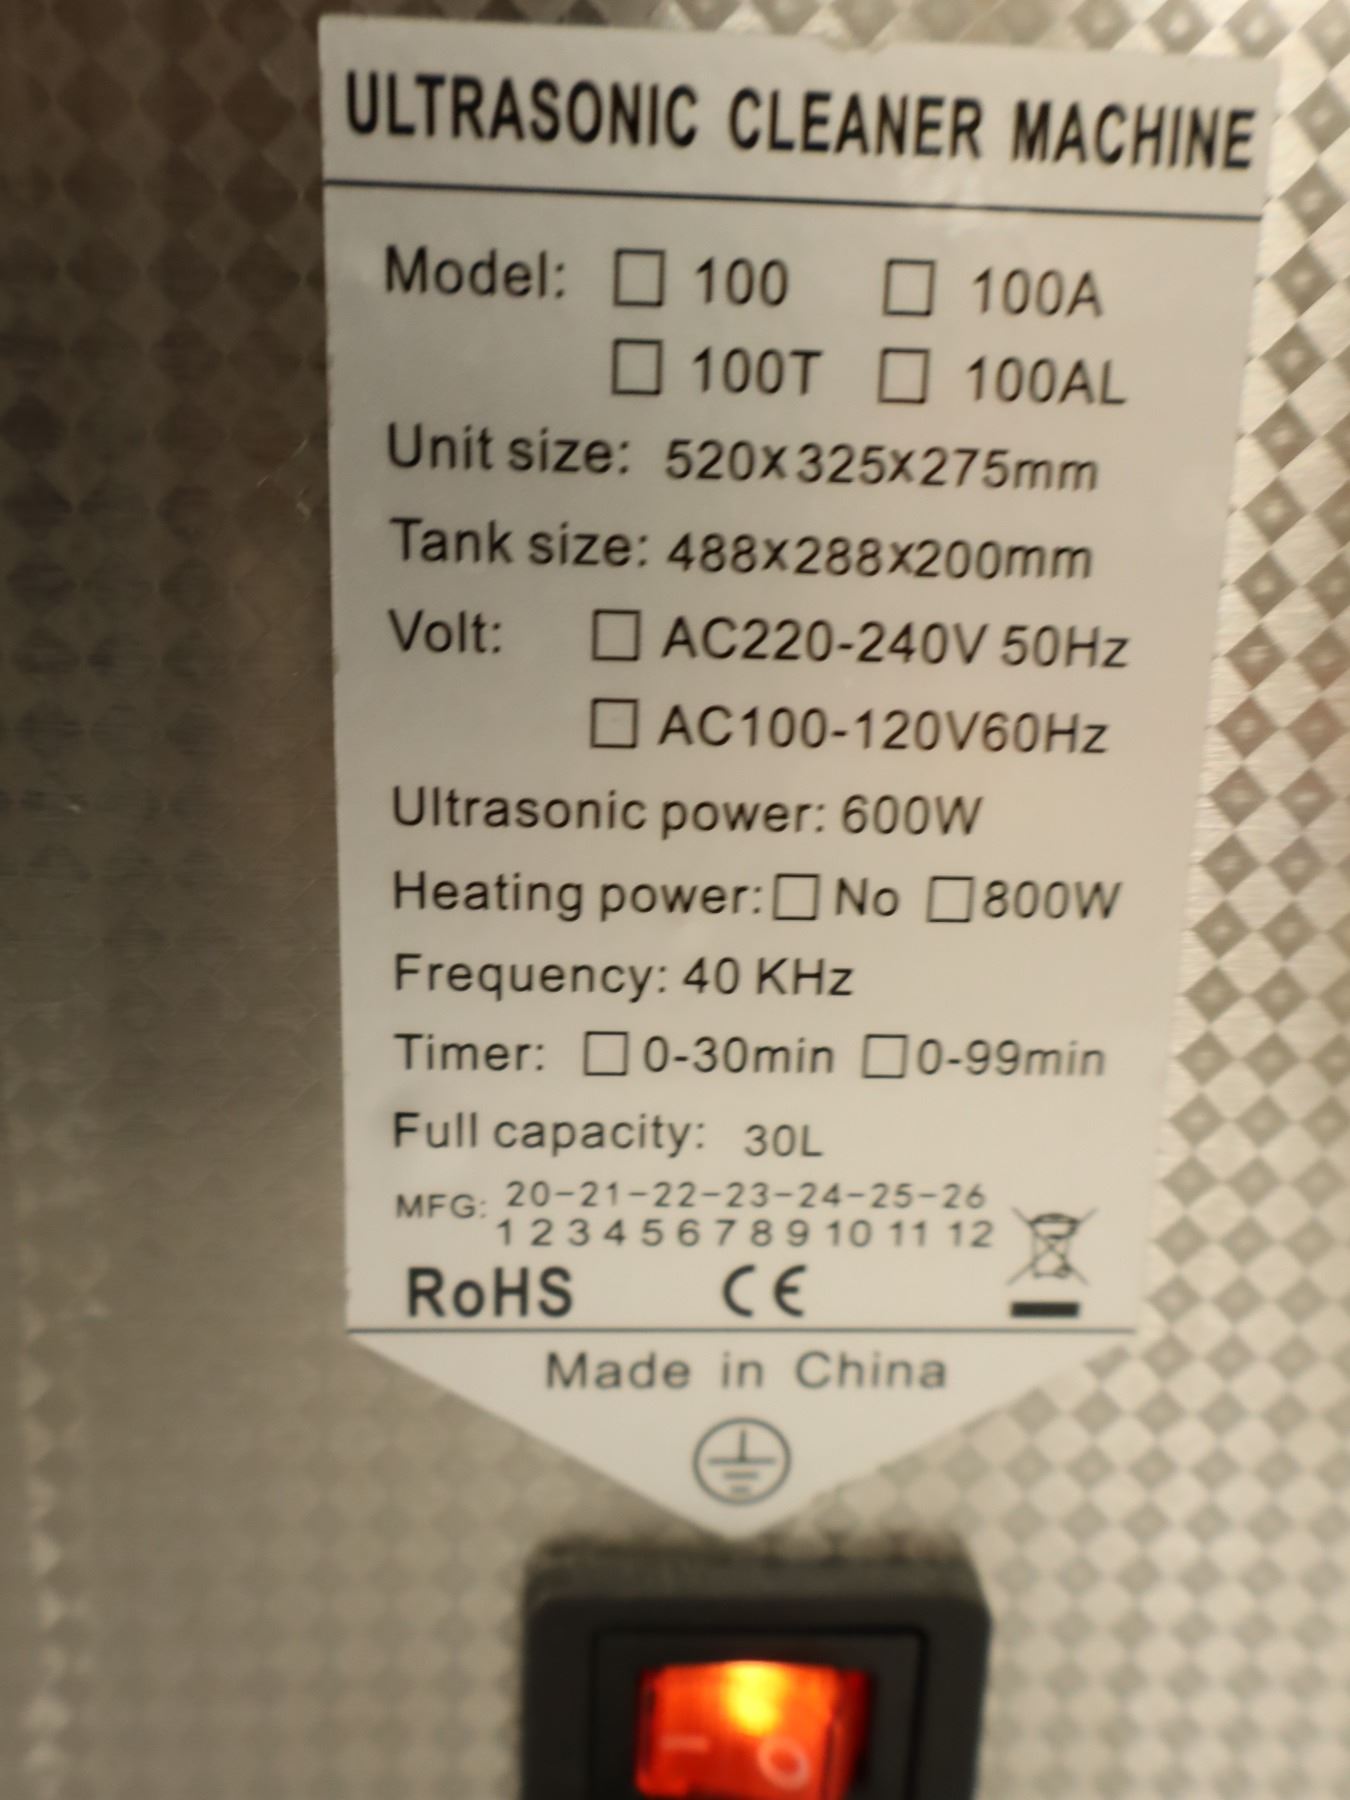 ULTRASONIC CLEANER MACHINE
Model: ☐ 100 ☐ 100A
☐ 100T ☐ 100AL
Unit size: 520X325X275mm
Tank size: 488X288X200mm
Volt: ☐ AC220-240V 50Hz
☐ AC100-120V60Hz
Ultrasonic power: 600W
Heating power: ☐ No ☐ 800W
Frequency: 40 KHz
Timer: ☐ 0-30min ☐ 0-99min
Full capacity: 30L
MFG: 20-21-22-23-24-25-26
1 2 3 4 5 6 7 8 9 10 11 12
RoHS CE
Made in China